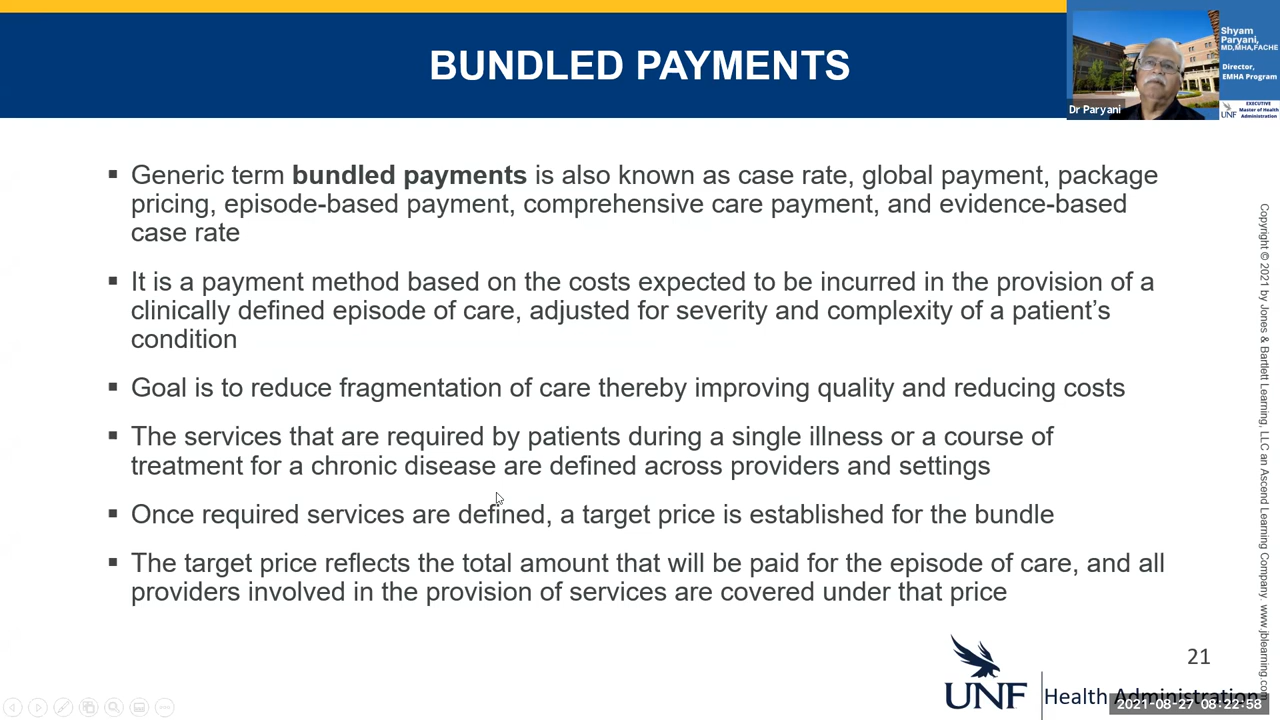 BUNDLED PAYMENTS
Shyam
Paryani,
MD,MHA,FACHE
Director,
EMHA Program
Dr Paryani
UNF
EXECUTIVE
Master of Health
Administration
▪ Generic term bundled payments is also known as case rate, global payment, package
pricing, episode-based payment, comprehensive care payment, and evidence-based
case rate
▪ It is a payment method based on the costs expected to be incurred in the provision of a
clinically defined episode of care, adjusted for severity and complexity of a patient’s
condition
▪ Goal is to reduce fragmentation of care thereby improving quality and reducing costs
▪ The services that are required by patients during a single illness or a course of
treatment for a chronic disease are defined across providers and settings
▪ Once required services are defined, a target price is established for the bundle
▪ The target price reflects the total amount that will be paid for the episode of care, and all
providers involved in the provision of services are covered under that price
Copyright © 2021 by Jones & Bartlett Learning, LLC an Ascend Learning Company. www.jblearning.com
21
UNF Health Administration
2021-08-27 08:22:58